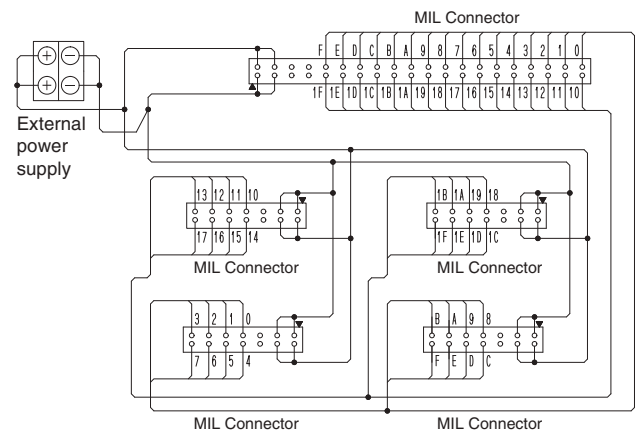 MIL Connector
F E D C B A 9 8 7 6 5 4 3 2 1 0
1F 1E 1D 1C 1B 1A 19 18 17 16 15 14 13 12 11 10
+ −
+ −
External
power
supply
13 12 11 10
17 16 15 14
MIL Connector
1B 1A 19 18
1F 1E 1D 1C
MIL Connector
3 2 1 0
7 6 5 4
MIL Connector
B A 9 8
F E D C
MIL Connector